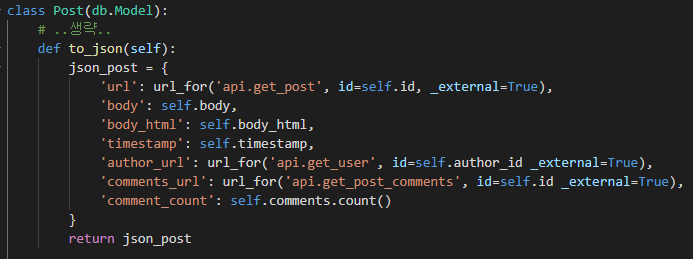 class Post(db.Model):
    # ..생략..
    def to_json(self):
        json_post = {
            'url': url_for('api.get_post', id=self.id, _external=True),
            'body': self.body,
            'body_html': self.body_html,
            'timestamp': self.timestamp,
            'author_url': url_for('api.get_user', id=self.author_id _external=True),
            'comments_url': url_for('api.get_post_comments', id=self.id _external=True),
            'comment_count': self.comments.count()
        }
        return json_post